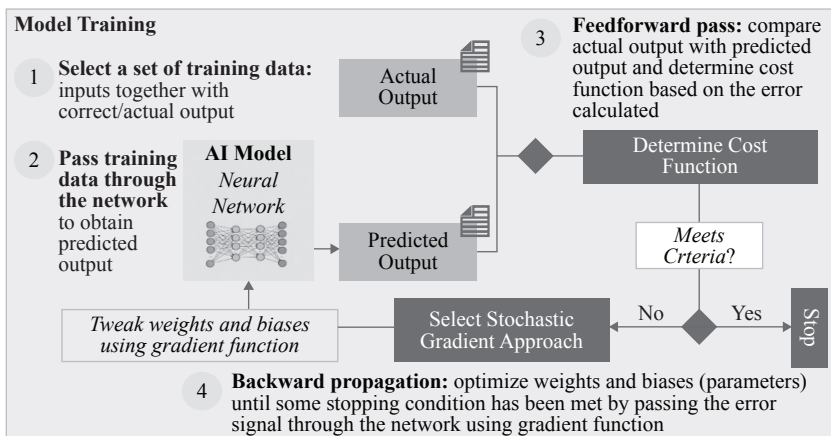 Model Training
1
Select a set of training data:
inputs together with
correct/actual output
Actual
Output
3
Feedforward pass: compare
actual output with predicted
output and determine cost
function based on the error
calculated
2
Pass training
data through
the network
to obtain
predicted
output
AI Model
Neural
Network
Predicted
Output
Determine Cost
Function
Meets
Crteria?
No
Yes
Stop
Select Stochastic
Gradient Approach
Tweak weights and biases
using gradient function
4
Backward propagation: optimize weights and biases (parameters)
until some stopping condition has been met by passing the error
signal through the network using gradient function